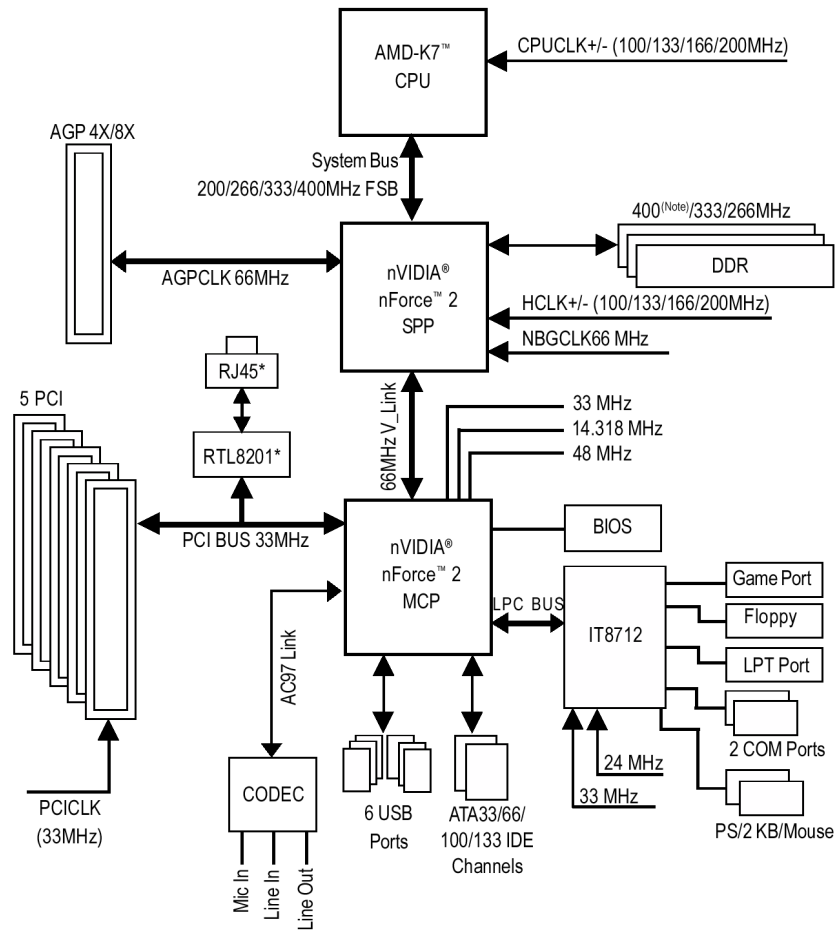 AMD-K7™
CPU
CPUCLK+/- (100/133/166/200MHz)
AGP 4X/8X
System Bus
200/266/333/400MHz FSB
400(Note)/333/266MHz
DDR
AGPCLK 66MHz
nVIDIA®
nForce™ 2
SPP
HCLK+/- (100/133/166/200MHz)
NBGCLK66 MHz
RJ45*
5 PCI
66MHz V_Link
33 MHz
14.318 MHz
48 MHz
RTL8201*
PCI BUS 33MHz
nVIDIA®
nForce™ 2
MCP
BIOS
LPC BUS
IT8712
Game Port
Floppy
LPT Port
2 COM Ports
PS/2 KB/Mouse
24 MHz
33 MHz
AC97 Link
CODEC
6 USB
Ports
ATA33/66/
100/133 IDE
Channels
PCICLK
(33MHz)
Mic In
Line In
Line Out